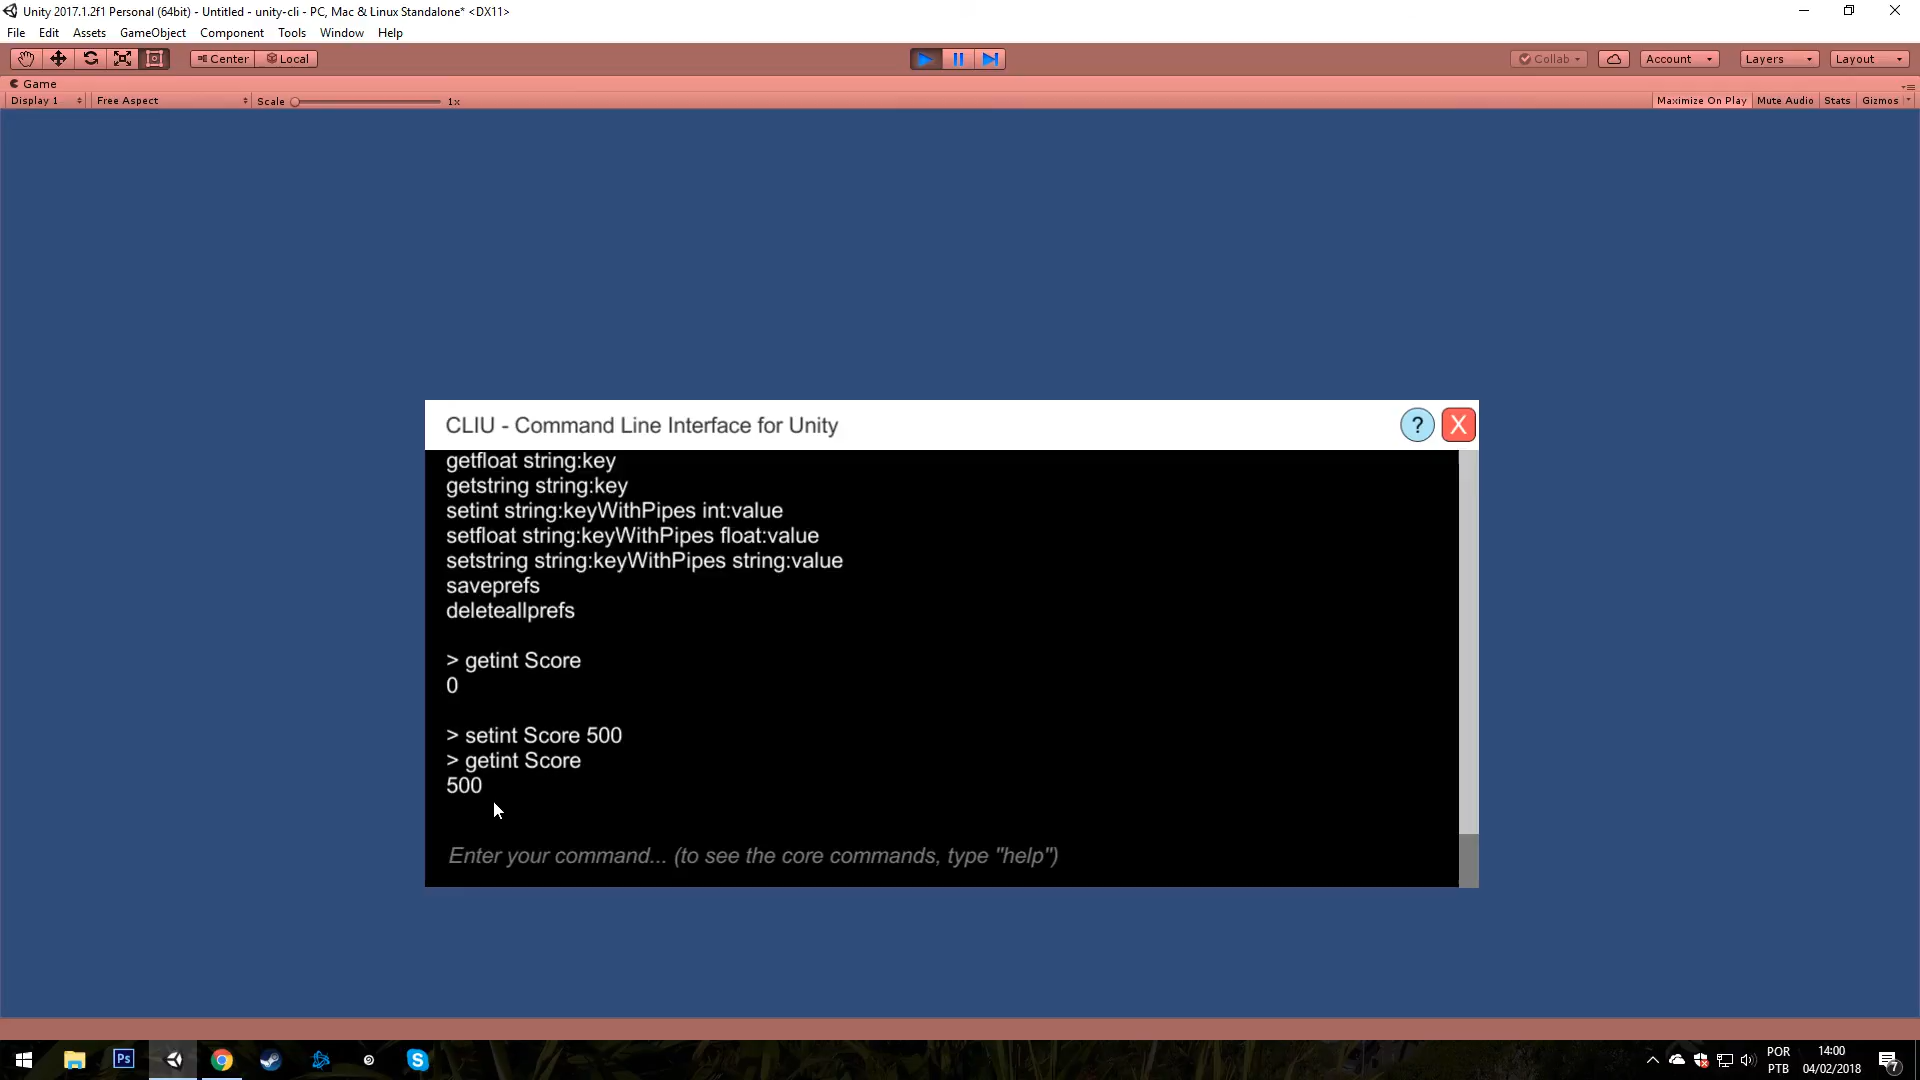 Unity 2017.1.2f1 Personal (64bit) - Untitled - unity-cli - PC, Mac & Linux Standalone* <DX11>
File Edit Assets GameObject Component Tools Window Help
Center Local Collab Account Layers Layout
Game
Display 1 Free Aspect Scale 1x Maximize On Play Mute Audio Stats Gizmos
CLIU - Command Line Interface for Unity ? X
getfloat string:key
getstring string:key
setint string:keyWithPipes int:value
setfloat string:keyWithPipes float:value
setstring string:keyWithPipes string:value
saveprefs
deleteallprefs
> getint Score
0
> setint Score 500
> getint Score
500
Enter your command... (to see the core commands, type "help")
Ps
POR 14:00
PTB 04/02/2018 7